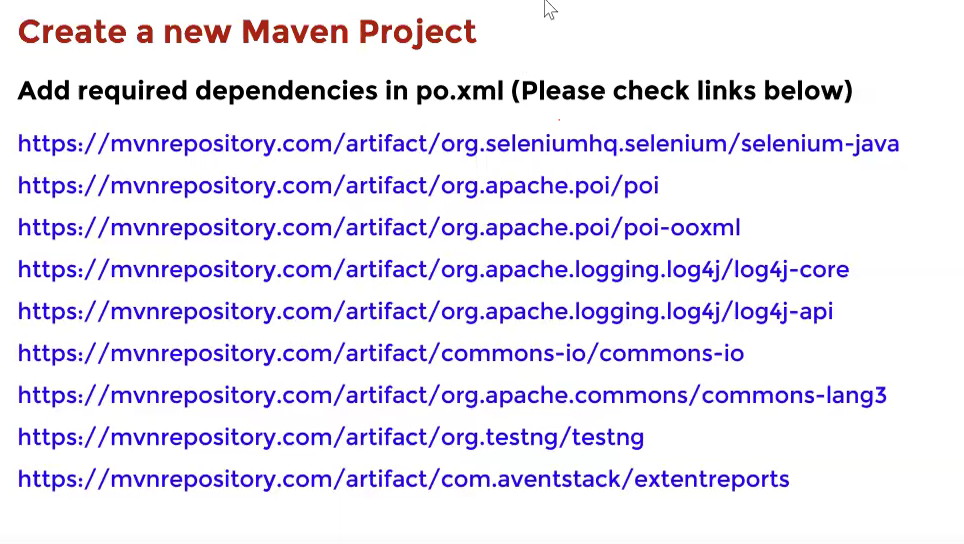 Create a new Maven Project
Add required dependencies in po.xml (Please check links below)
https://mvnrepository.com/artifact/org.seleniumhq.selenium/selenium-java
https://mvnrepository.com/artifact/org.apache.poi/poi
https://mvnrepository.com/artifact/org.apache.poi/poi-ooxml
https://mvnrepository.com/artifact/org.apache.logging.log4j/log4j-core
https://mvnrepository.com/artifact/org.apache.logging.log4j/log4j-api
https://mvnrepository.com/artifact/commons-io/commons-io
https://mvnrepository.com/artifact/org.apache.commons/commons-lang3
https://mvnrepository.com/artifact/org.testng/testng
https://mvnrepository.com/artifact/com.aventstack/extentreports